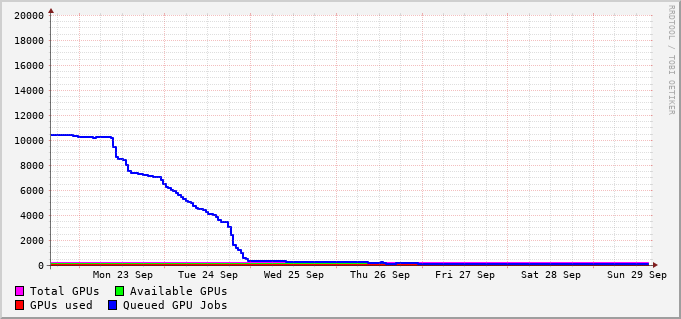 20000
18000
16000
14000
12000
10000
8000
6000
4000
2000
0
Mon 23 Sep Tue 24 Sep Wed 25 Sep Thu 26 Sep Fri 27 Sep Sat 28 Sep Sun 29 Sep
Total GPUs Available GPUs
GPUs used Queued GPU Jobs
RRDTOOL / TOBI OETIKER